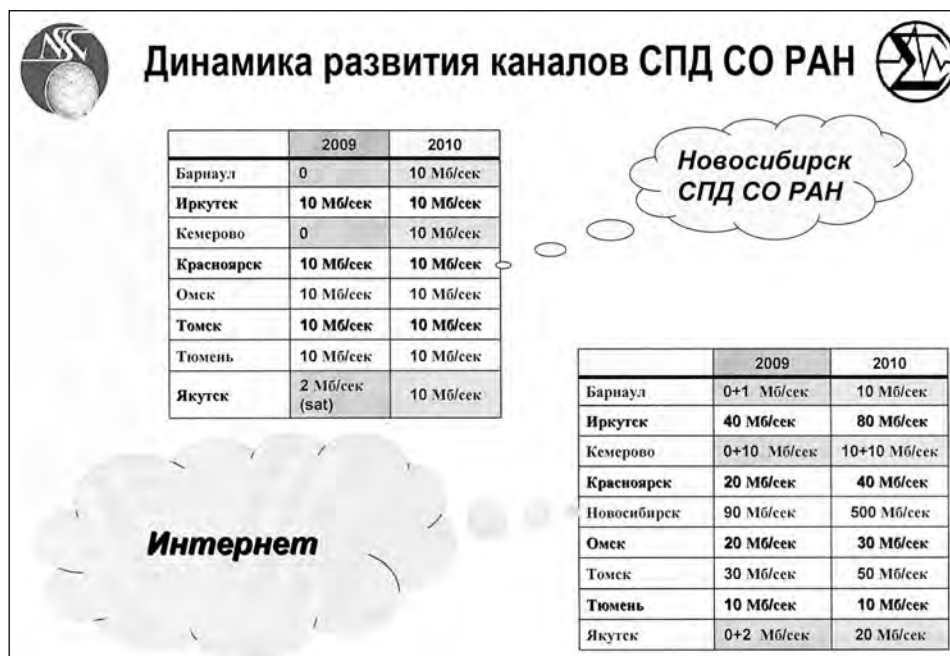 Динамика развития каналов СПД СО РАН
2009 2010
Барнаул 0 10 Мб/сек
Иркутск 10 Мб/сек 10 Мб/сек
Кемерово 0 10 Мб/сек
Красноярск 10 Мб/сек 10 Мб/сек
Омск 10 Мб/сек 10 Мб/сек
Томск 10 Мб/сек 10 Мб/сек
Тюмень 10 Мб/сек 10 Мб/сек
Якутск 2 Мб/сек (sat) 10 Мб/сек
Новосибирск
СПД СО РАН
Интернет
2009 2010
Барнаул 0+1 Мб/сек 10 Мб/сек
Иркутск 40 Мб/сек 80 Мб/сек
Кемерово 0+10 Мб/сек 10+10 Мб/сек
Красноярск 20 Мб/сек 40 Мб/сек
Новосибирск 90 Мб/сек 500 Мб/сек
Омск 20 Мб/сек 30 Мб/сек
Томск 30 Мб/сек 50 Мб/сек
Тюмень 10 Мб/сек 10 Мб/сек
Якутск 0+2 Мб/сек 20 Мб/сек